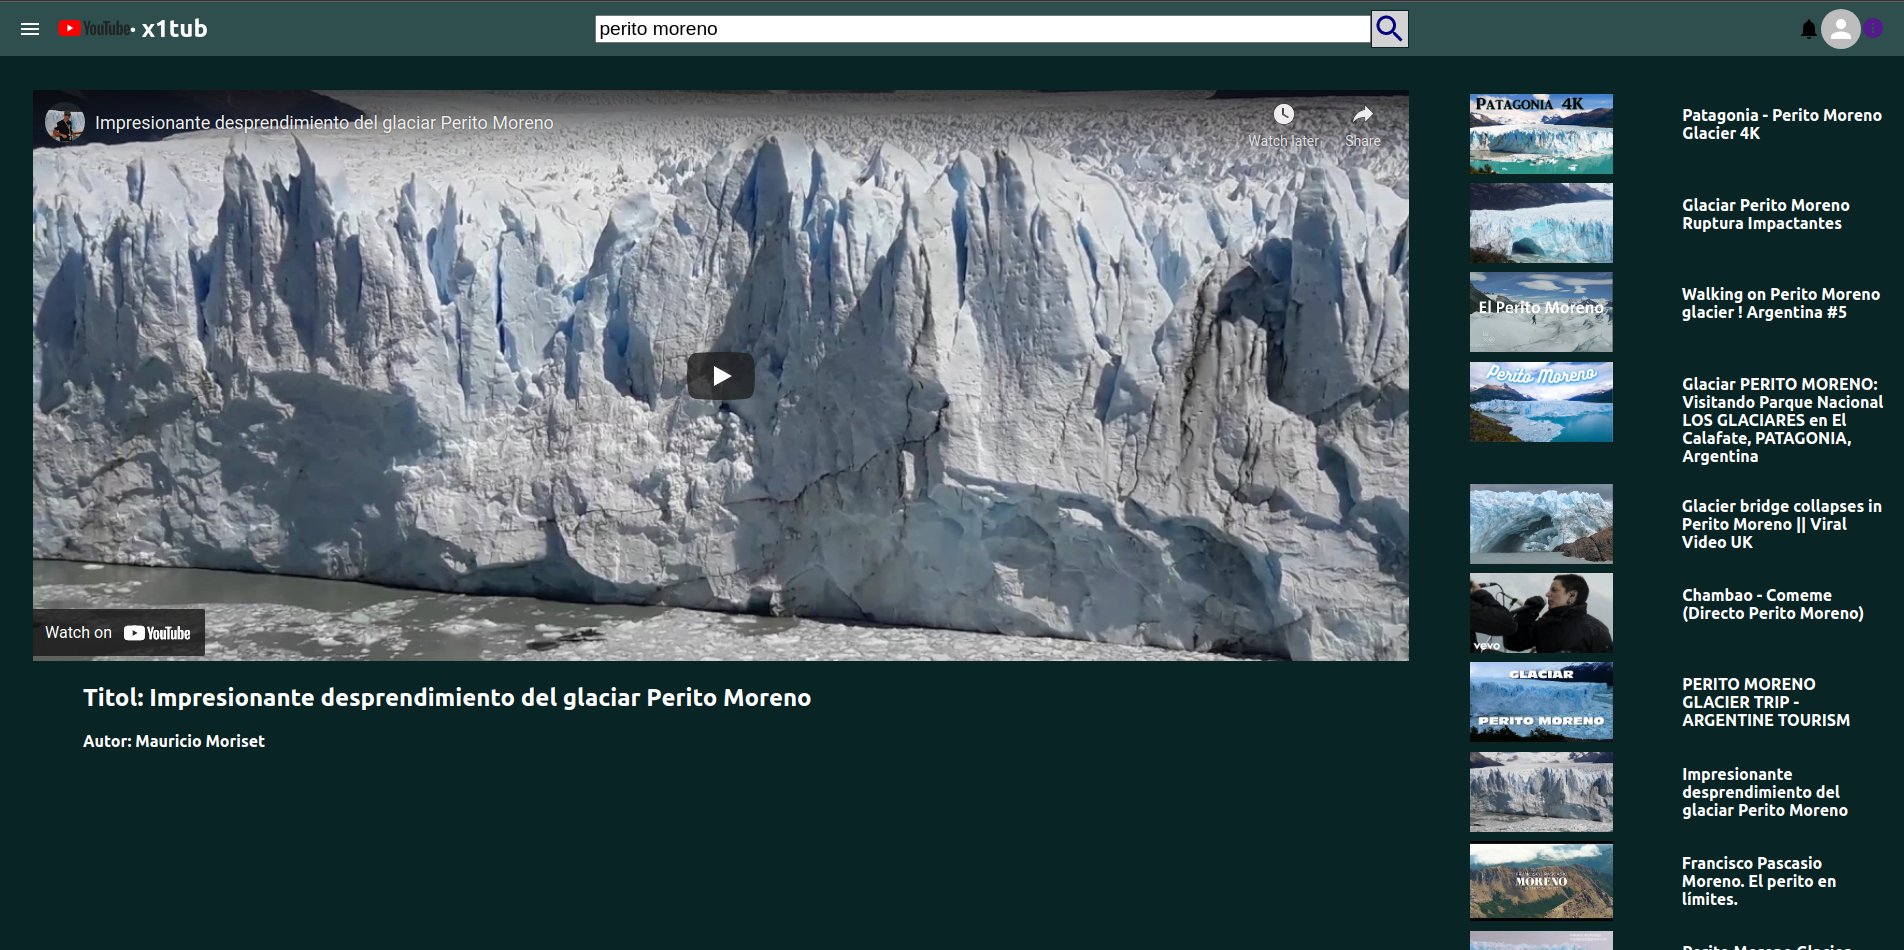 YouTube • x1tub
perito moreno
Impresionante desprendimiento del glaciar Perito Moreno
Watch later
Share
Watch on YouTube
Titol: Impresionante desprendimiento del glaciar Perito Moreno
Autor: Mauricio Moriset
PATAGONIA 4K
Patagonia - Perito Moreno
Glacier 4K
Glaciar Perito Moreno
Ruptura Impactantes
El Perito Moreno
Walking on Perito Moreno
glacier ! Argentina #5
Perito Moreno
Glaciar PERITO MORENO:
Visitando Parque Nacional
LOS GLACIARES en El
Calafate, PATAGONIA,
Argentina
Glacier bridge collapses in
Perito Moreno || Viral
Video UK
vevo
Chambao - Comeme
(Directo Perito Moreno)
GLACIAR
PERITO MORENO
PERITO MORENO
GLACIER TRIP -
ARGENTINE TOURISM
Impresionante
desprendimiento del
glaciar Perito Moreno
MORENO
Francisco Pascasio
Moreno. El perito en
límites.
Perito Moreno Glacier